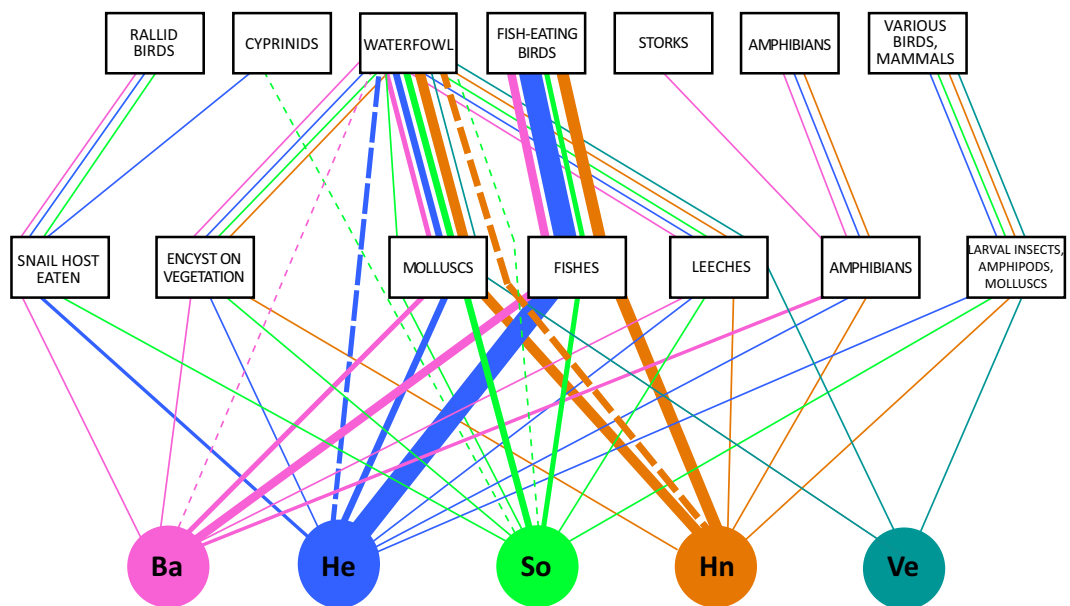 RALLID
BIRDS
CYPRINIDS
WATERFOWL
FISH-EATING
BIRDS
STORKS
AMPHIBIANS
VARIOUS
BIRDS,
MAMMALS
SNAIL HOST
EATEN
ENCYST ON
VEGETATION
MOLLUSCS
FISHES
LEECHES
AMPHIBIANS
LARVAL INSECTS,
AMPHIPODS,
MOLLUSCS
Ba
He
So
Hn
Ve